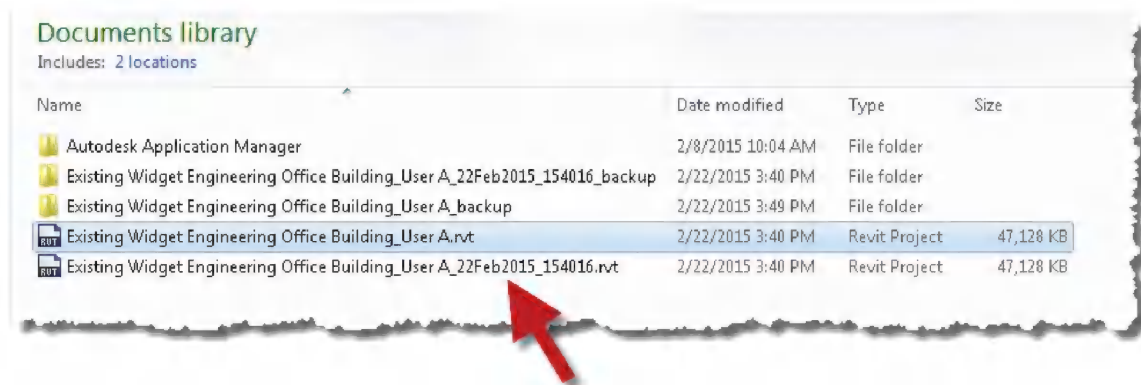 Documents library
Includes: 2 locations
Name Date modified Type Size
Autodesk Application Manager 2/8/2015 10:04 AM File folder
Existing Widget Engineering Office Building_User A_22Feb2015_154016_backup 2/22/2015 3:40 PM File folder
Existing Widget Engineering Office Building_User A_backup 2/22/2015 3:49 PM File folder
RVT Existing Widget Engineering Office Building_User A.rvt 2/22/2015 3:40 PM Revit Project 47,128 KB
RVT Existing Widget Engineering Office Building_User A_22Feb2015_154016.rvt 2/22/2015 3:40 PM Revit Project 47,128 KB